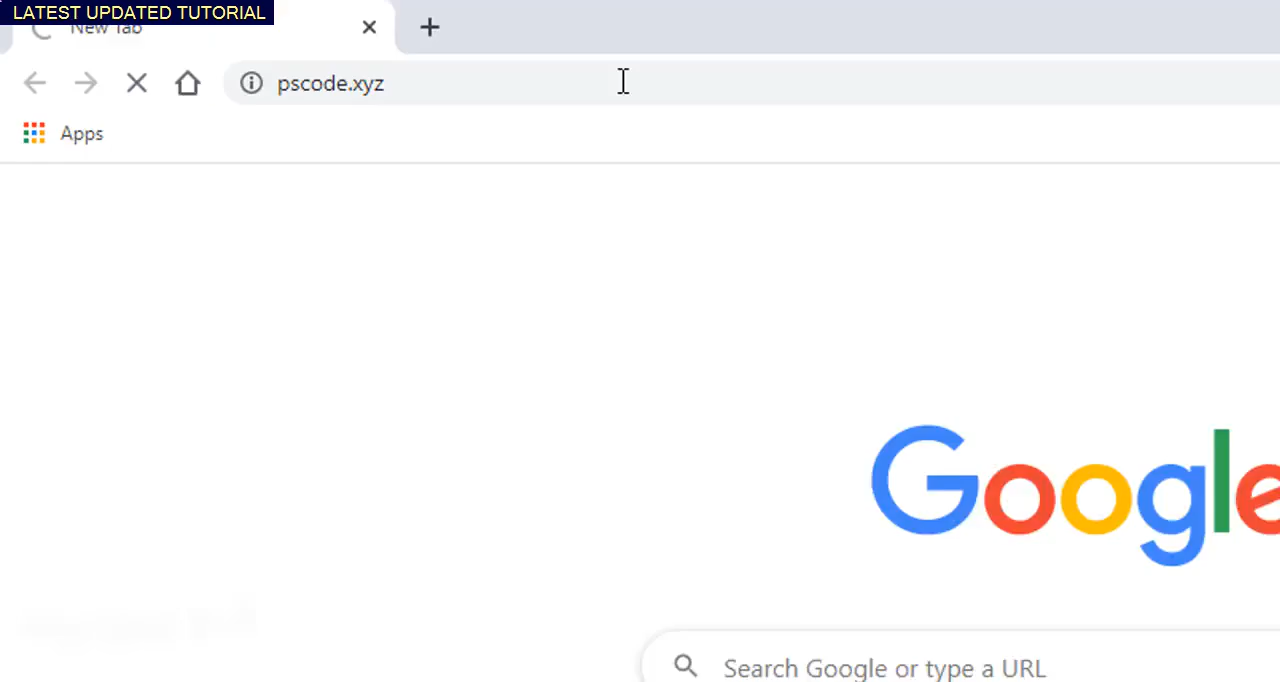 LATEST UPDATED TUTORIAL
New Tab
pscode.xyz
Apps
Google
Search Google or type a URL